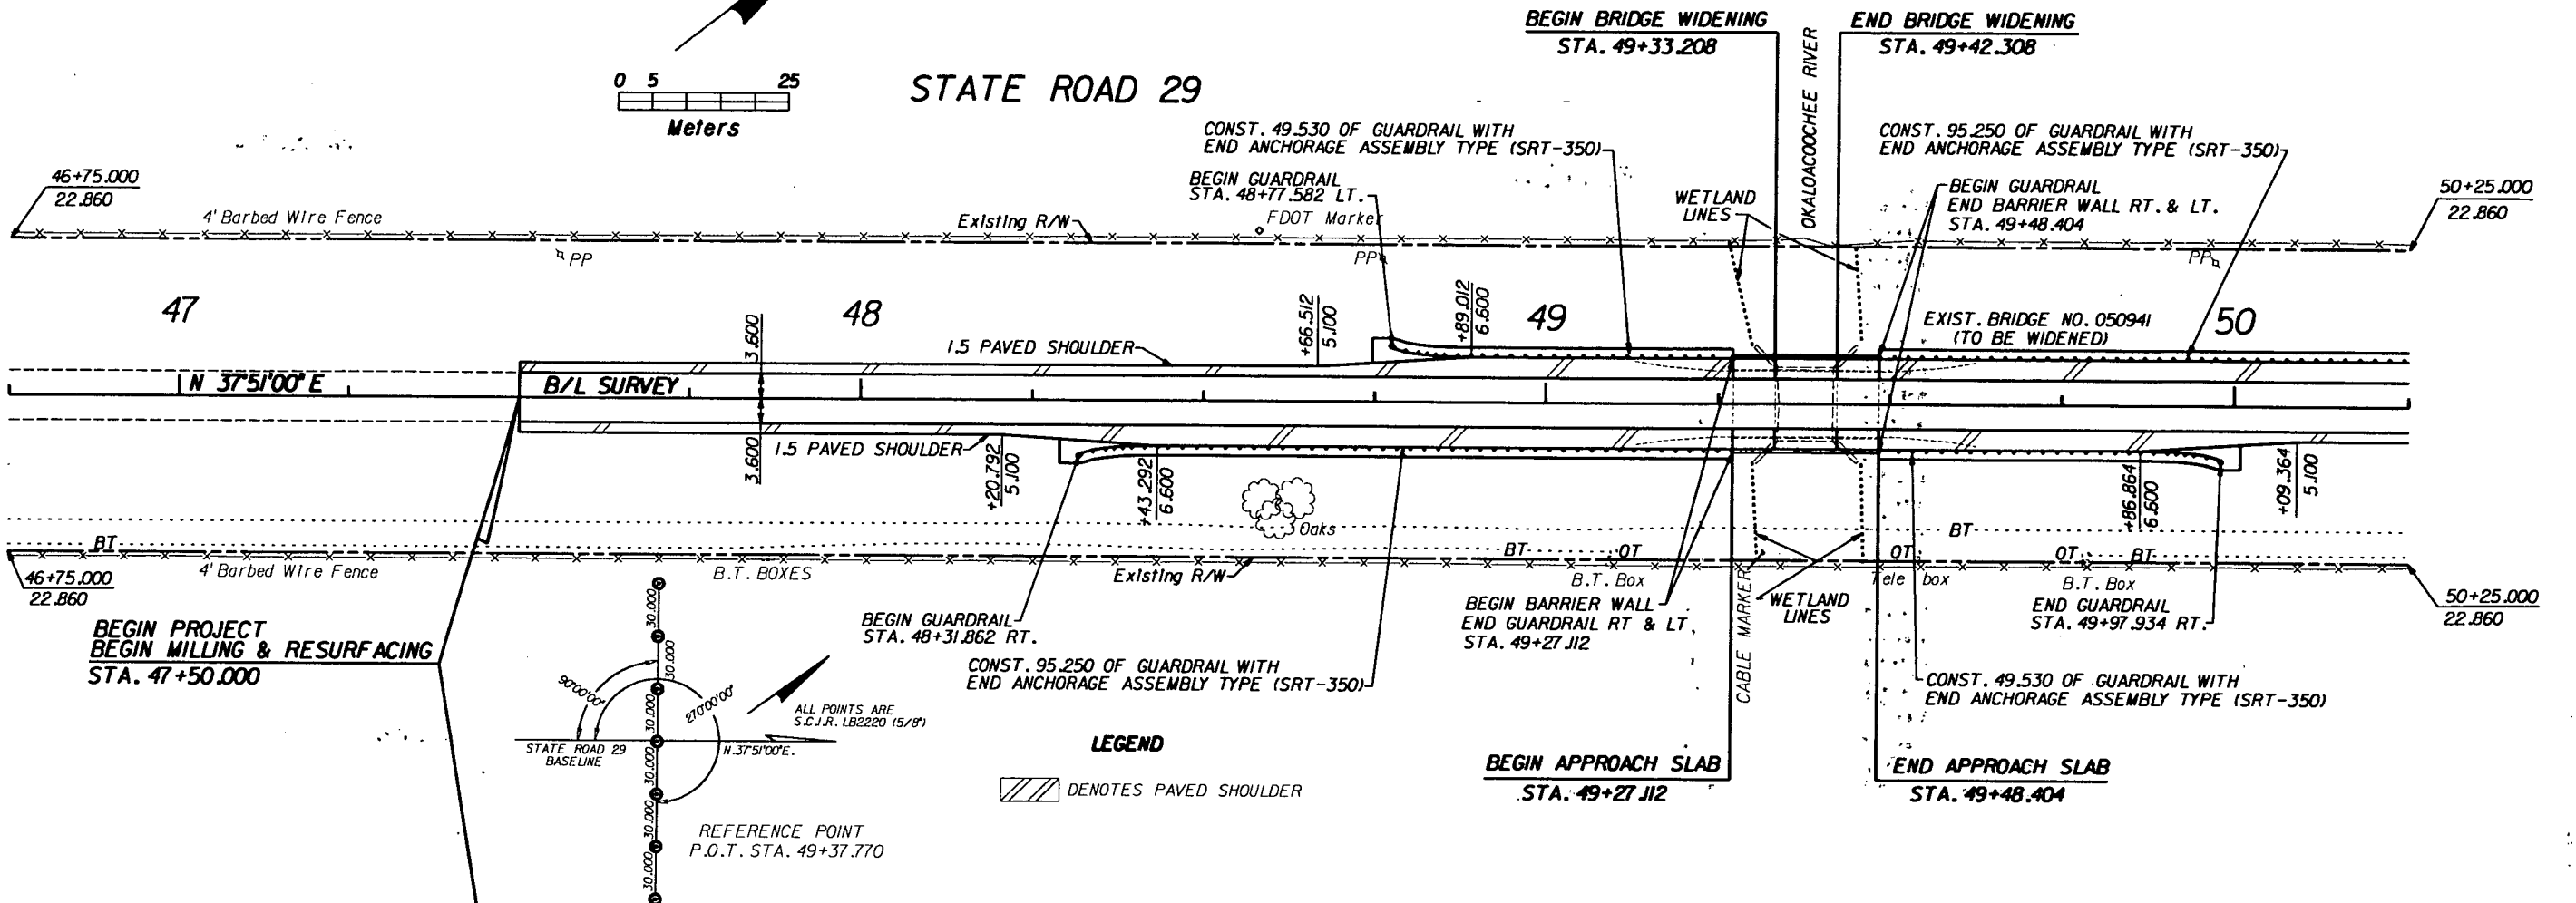 BEGIN BRIDGE WIDENING
STA. 49+33.208
END BRIDGE WIDENING
STA. 49+42.308
OKALOACOOCHEE RIVER
0 5 25
Meters
STATE ROAD 29
CONST. 49.530 OF GUARDRAIL WITH
END ANCHORAGE ASSEMBLY TYPE (SRT-350)
CONST. 95.250 OF GUARDRAIL WITH
END ANCHORAGE ASSEMBLY TYPE (SRT-350)
46+75.000
22.860
BEGIN GUARDRAIL
STA. 48+77.582 LT.
WETLAND
LINES
BEGIN GUARDRAIL
END BARRIER WALL RT. & LT.
STA. 49+48.404
50+25.000
22.860
4' Barbed Wire Fence
Existing R/W
FDOT Marker
PP
PP
PP
47
48
49
50
+66.512
5.100
+89.012
6.600
EXIST. BRIDGE NO. 050941
(TO BE WIDENED)
3.600
1.5 PAVED SHOULDER
N 37°51'00" E
B/L SURVEY
3.600
1.5 PAVED SHOULDER
+20.792
5.100
+43.292
6.600
+86.864
6.600
+09.364
5.100
Oaks
BT
BT
OT
OT
BT
OT
BT
46+75.000
22.860
4' Barbed Wire Fence
B.T. BOXES
Existing R/W
B.T. Box
CABLE MARKER
WETLAND
LINES
Tele box
B.T. Box
50+25.000
22.860
BEGIN PROJECT
BEGIN MILLING & RESURFACING
STA. 47+50.000
BEGIN GUARDRAIL
STA. 48+31.862 RT.
BEGIN BARRIER WALL
END GUARDRAIL RT & LT.
STA. 49+27.112
END GUARDRAIL
STA. 49+97.934 RT.
CONST. 95.250 OF GUARDRAIL WITH
END ANCHORAGE ASSEMBLY TYPE (SRT-350)
CONST. 49.530 OF GUARDRAIL WITH
END ANCHORAGE ASSEMBLY TYPE (SRT-350)
30.000
30.000
30.000
30.000
30.000
30.000
30.000
90°00'00"
270°00'00"
ALL POINTS ARE
S.C.I.R. LB2220 (5/8")
STATE ROAD 29
BASELINE
N.37°51'00"E.
LEGEND
DENOTES PAVED SHOULDER
BEGIN APPROACH SLAB
STA. 49+27.112
END APPROACH SLAB
STA. 49+48.404
REFERENCE POINT
P.O.T. STA. 49+37.770